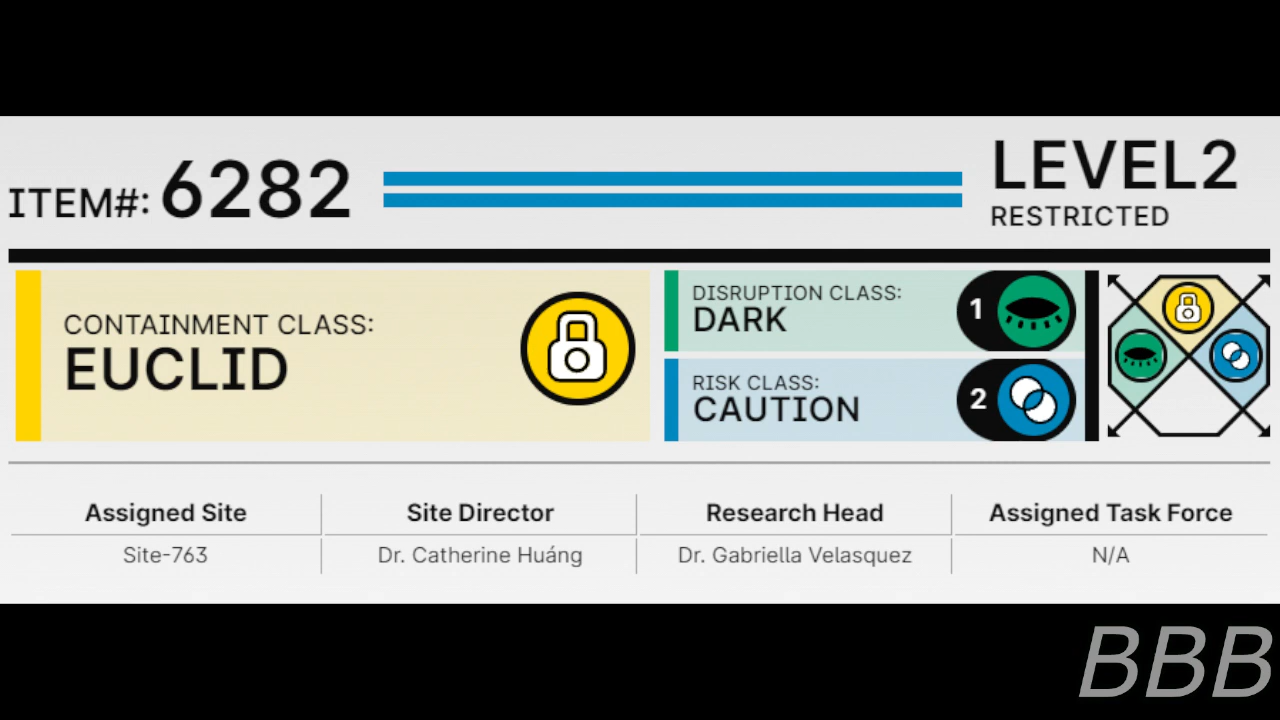 ITEM#: 6282
LEVEL2
RESTRICTED
CONTAINMENT CLASS:
EUCLID
DISRUPTION CLASS:
DARK
1
RISK CLASS:
CAUTION
2
Assigned Site
Site-763
Site Director
Dr. Catherine Huáng
Research Head
Dr. Gabriella Velasquez
Assigned Task Force
N/A
BBB